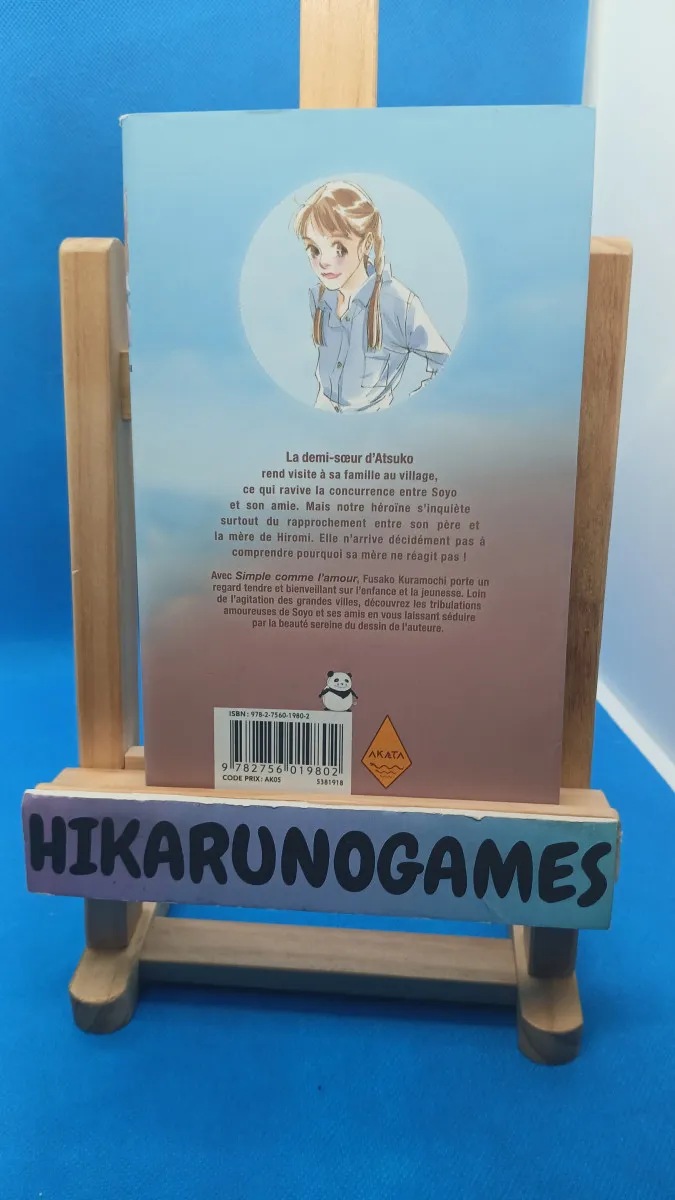 La demi-sœur d'Atsuko
rend visite à sa famille au village,
ce qui ravive la concurrence entre Soyo
et son amie. Mais notre héroïne s'inquiète
surtout du rapprochement entre son père et
la mère de Hiromi. Elle n'arrive décidément pas à
comprendre pourquoi sa mère ne réagit pas !
Avec Simple comme l'amour, Fusako Kuramochi porte un
regard tendre et bienveillant sur l'enfance et la jeunesse. Loin
de l'agitation des grandes villes, découvrez les tribulations
amoureuses de Soyo et ses amis en vous laissant séduire
par la beauté sereine du dessin de l'auteure.
ISBN : 978-2-7560-1980-2
9 782756 019802
CODE PRIX : AK05
5381918
AKATA
HIKARUNOGAMES